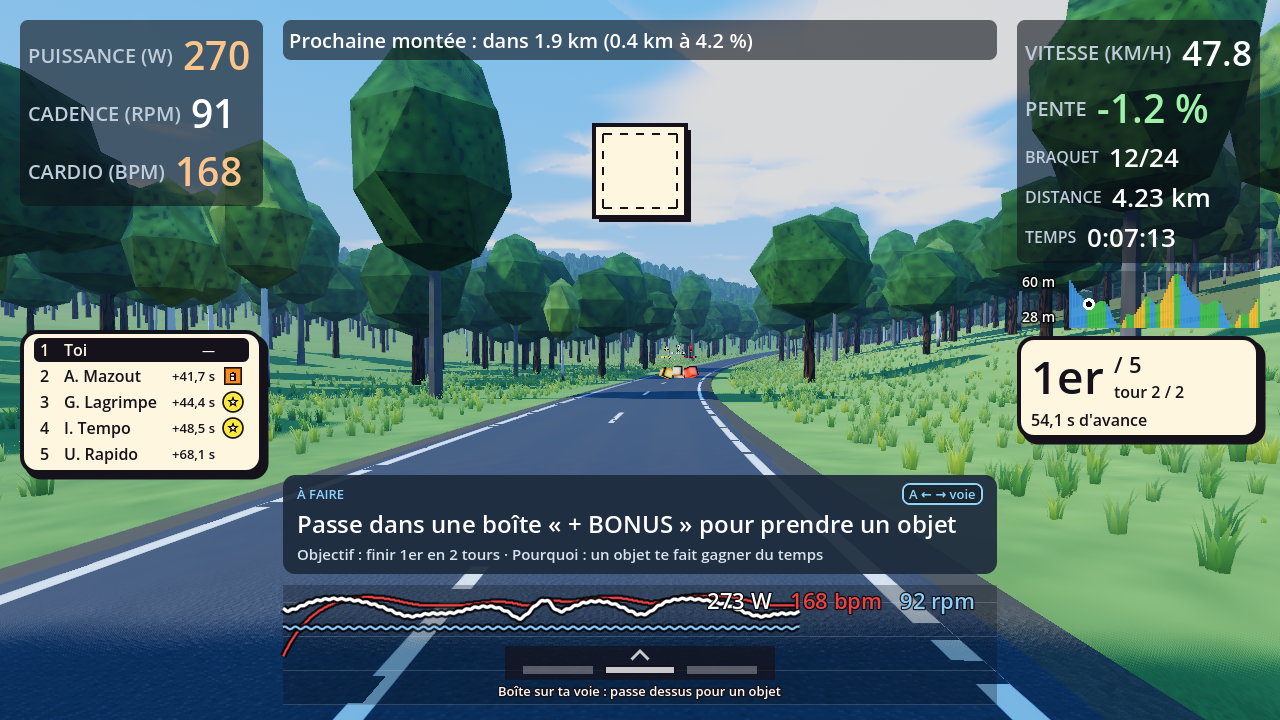 PUISSANCE (W) 270
CADENCE (RPM) 91
CARDIO (BPM) 168
Prochaine montée : dans 1.9 km (0.4 km à 4.2 %)
VITESSE (KM/H) 47.8
PENTE -1.2 %
BRAQUET 12/24
DISTANCE 4.23 km
TEMPS 0:07:13
60 m
28 m
1 Toi —
2 A. Mazout +41,7 s
3 G. Lagrimpe +44,4 s
4 I. Tempo +48,5 s
5 U. Rapido +68,1 s
1er / 5
tour 2 / 2
54,1 s d'avance
À FAIRE
A ← → voie
Passe dans une boîte « + BONUS » pour prendre un objet
Objectif : finir 1er en 2 tours · Pourquoi : un objet te fait gagner du temps
273 W 168 bpm 92 rpm
Boîte sur ta voie : passe dessus pour un objet